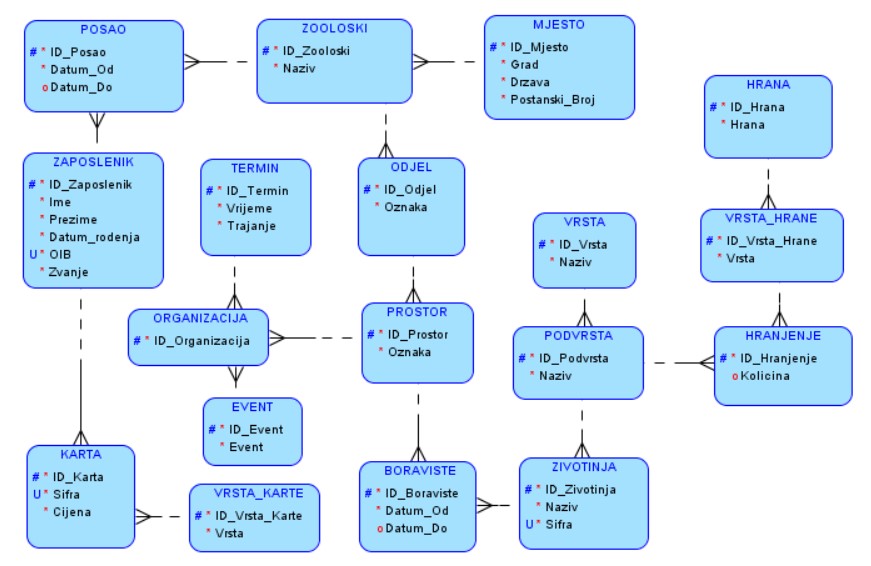 POSAO
# * ID_Posao
* Datum_Od
o Datum_Do
ZOOLOSKI
# * ID_Zooloski
* Naziv
MJESTO
# * ID_Mjesto
* Grad
* Drzava
* Postanski_Broj
HRANA
# * ID_Hrana
* Hrana
ZAPOSLENIK
# * ID_Zaposlenik
* Ime
* Prezime
* Datum_rodenja
U * OIB
* Zvanje
TERMIN
# * ID_Termin
* Vrijeme
* Trajanje
ODJEL
# * ID_Odjel
* Oznaka
VRSTA
# * ID_Vrsta
* Naziv
VRSTA_HRANE
# * ID_Vrsta_Hrane
* Vrsta
ORGANIZACIJA
# * ID_Organizacija
PROSTOR
# * ID_Prostor
* Oznaka
PODVRSTA
# * ID_Podvrsta
* Naziv
HRANJENJE
# * ID_Hranjenje
o Kolicina
EVENT
# * ID_Event
* Event
KARTA
# * ID_Karta
U * Sifra
* Cijena
VRSTA_KARTE
# * ID_Vrsta_Karte
* Vrsta
BORAVISTE
# * ID_Boraviste
* Datum_Od
o Datum_Do
ZIVOTINJA
# * ID_Zivotinja
* Naziv
U * Sifra